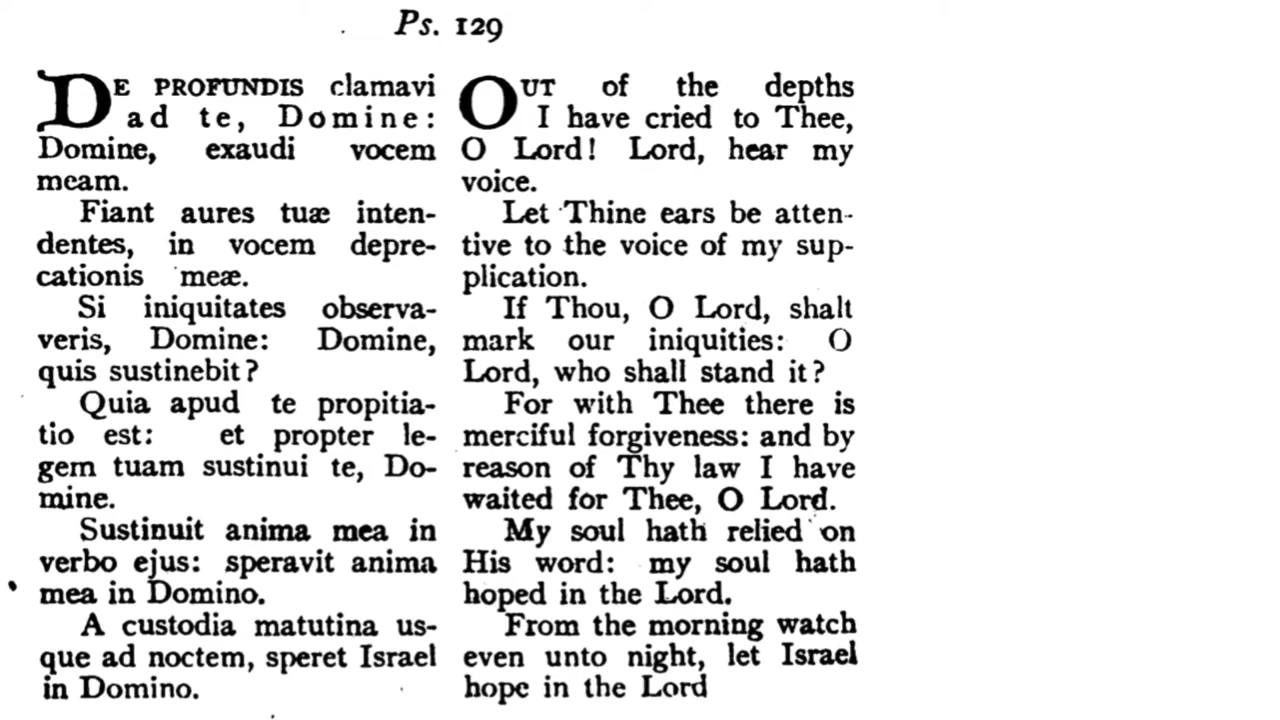 Ps. 129
DE PROFUNDIS clamavi
ad te, Domine:
Domine, exaudi vocem
meam.
Fiant aures tuæ inten-
dentes, in vocem depre-
cationis meæ.
Si iniquitates observa-
veris, Domine: Domine,
quis sustinebit?
Quia apud te propitia-
tio est: et propter le-
gem tuam sustinui te, Do-
mine.
Sustinuit anima mea in
verbo ejus: speravit anima
mea in Domino.
A custodia matutina us-
que ad noctem, speret Israel
in Domino.
OUT of the depths
I have cried to Thee,
O Lord! Lord, hear my
voice.
Let Thine ears be atten-
tive to the voice of my sup-
plication.
If Thou, O Lord, shalt
mark our iniquities: O
Lord, who shall stand it?
For with Thee there is
merciful forgiveness: and by
reason of Thy law I have
waited for Thee, O Lord.
My soul hath relied on
His word: my soul hath
hoped in the Lord.
From the morning watch
even unto night, let Israel
hope in the Lord